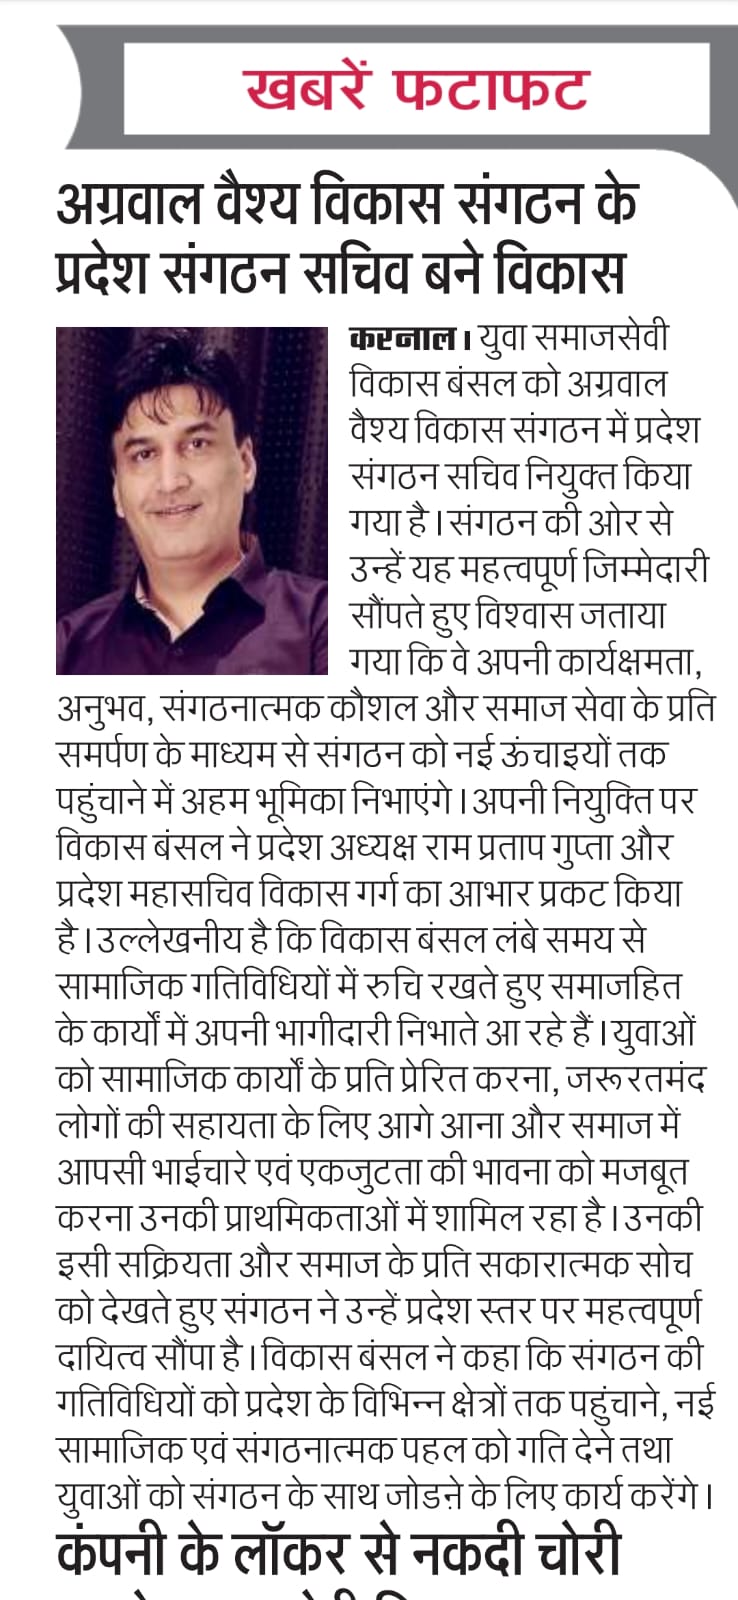 खबरें फटाफट
अग्रवाल वैश्य विकास संगठन के
प्रदेश संगठन सचिव बने विकास
करनाल। युवा समाजसेवी
विकास बंसल को अग्रवाल
वैश्य विकास संगठन में प्रदेश
संगठन सचिव नियुक्त किया
गया है। संगठन की ओर से
उन्हें यह महत्वपूर्ण जिम्मेदारी
सौंपते हुए विश्वास जताया
गया कि वे अपनी कार्यक्षमता,
अनुभव, संगठनात्मक कौशल और समाज सेवा के प्रति
समर्पण के माध्यम से संगठन को नई ऊंचाइयों तक
पहुंचाने में अहम भूमिका निभाएंगे। अपनी नियुक्ति पर
विकास बंसल ने प्रदेश अध्यक्ष राम प्रताप गुप्ता और
प्रदेश महासचिव विकास गर्ग का आभार प्रकट किया
है। उल्लेखनीय है कि विकास बंसल लंबे समय से
सामाजिक गतिविधियों में रुचि रखते हुए समाजहित
के कार्यों में अपनी भागीदारी निभाते आ रहे हैं। युवाओं
को सामाजिक कार्यों के प्रति प्रेरित करना, जरूरतमंद
लोगों की सहायता के लिए आगे आना और समाज में
आपसी भाईचारे एवं एकजुटता की भावना को मजबूत
करना उनकी प्राथमिकताओं में शामिल रहा है। उनकी
इसी सक्रियता और समाज के प्रति सकारात्मक सोच
को देखते हुए संगठन ने उन्हें प्रदेश स्तर पर महत्वपूर्ण
दायित्व सौंपा है। विकास बंसल ने कहा कि संगठन की
गतिविधियों को प्रदेश के विभिन्न क्षेत्रों तक पहुंचाने, नई
सामाजिक एवं संगठनात्मक पहल को गति देने तथा
युवाओं को संगठन के साथ जोडऩे के लिए कार्य करेंगे।
कंपनी के लॉकर से नकदी चोरी